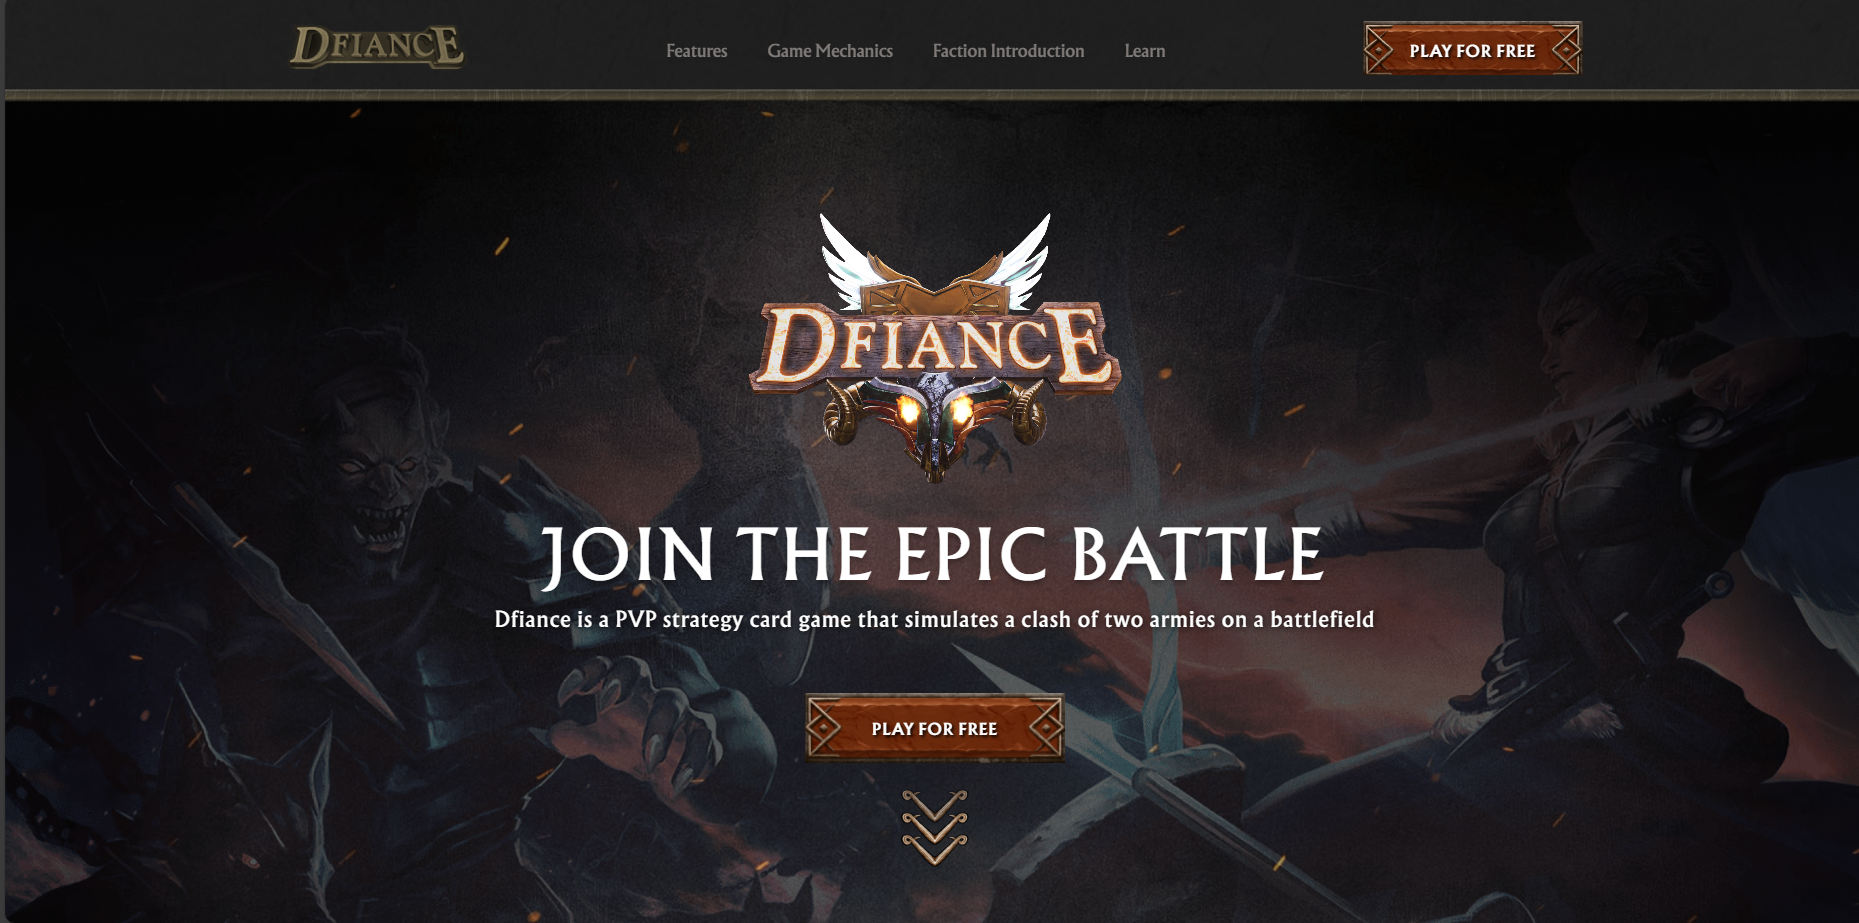 DFIANCE
Features
Game Mechanics
Faction Introduction
Learn
PLAY FOR FREE
DFIANCE
JOIN THE EPIC BATTLE
Dfiance is a PVP strategy card game that simulates a clash of two armies on a battlefield
PLAY FOR FREE